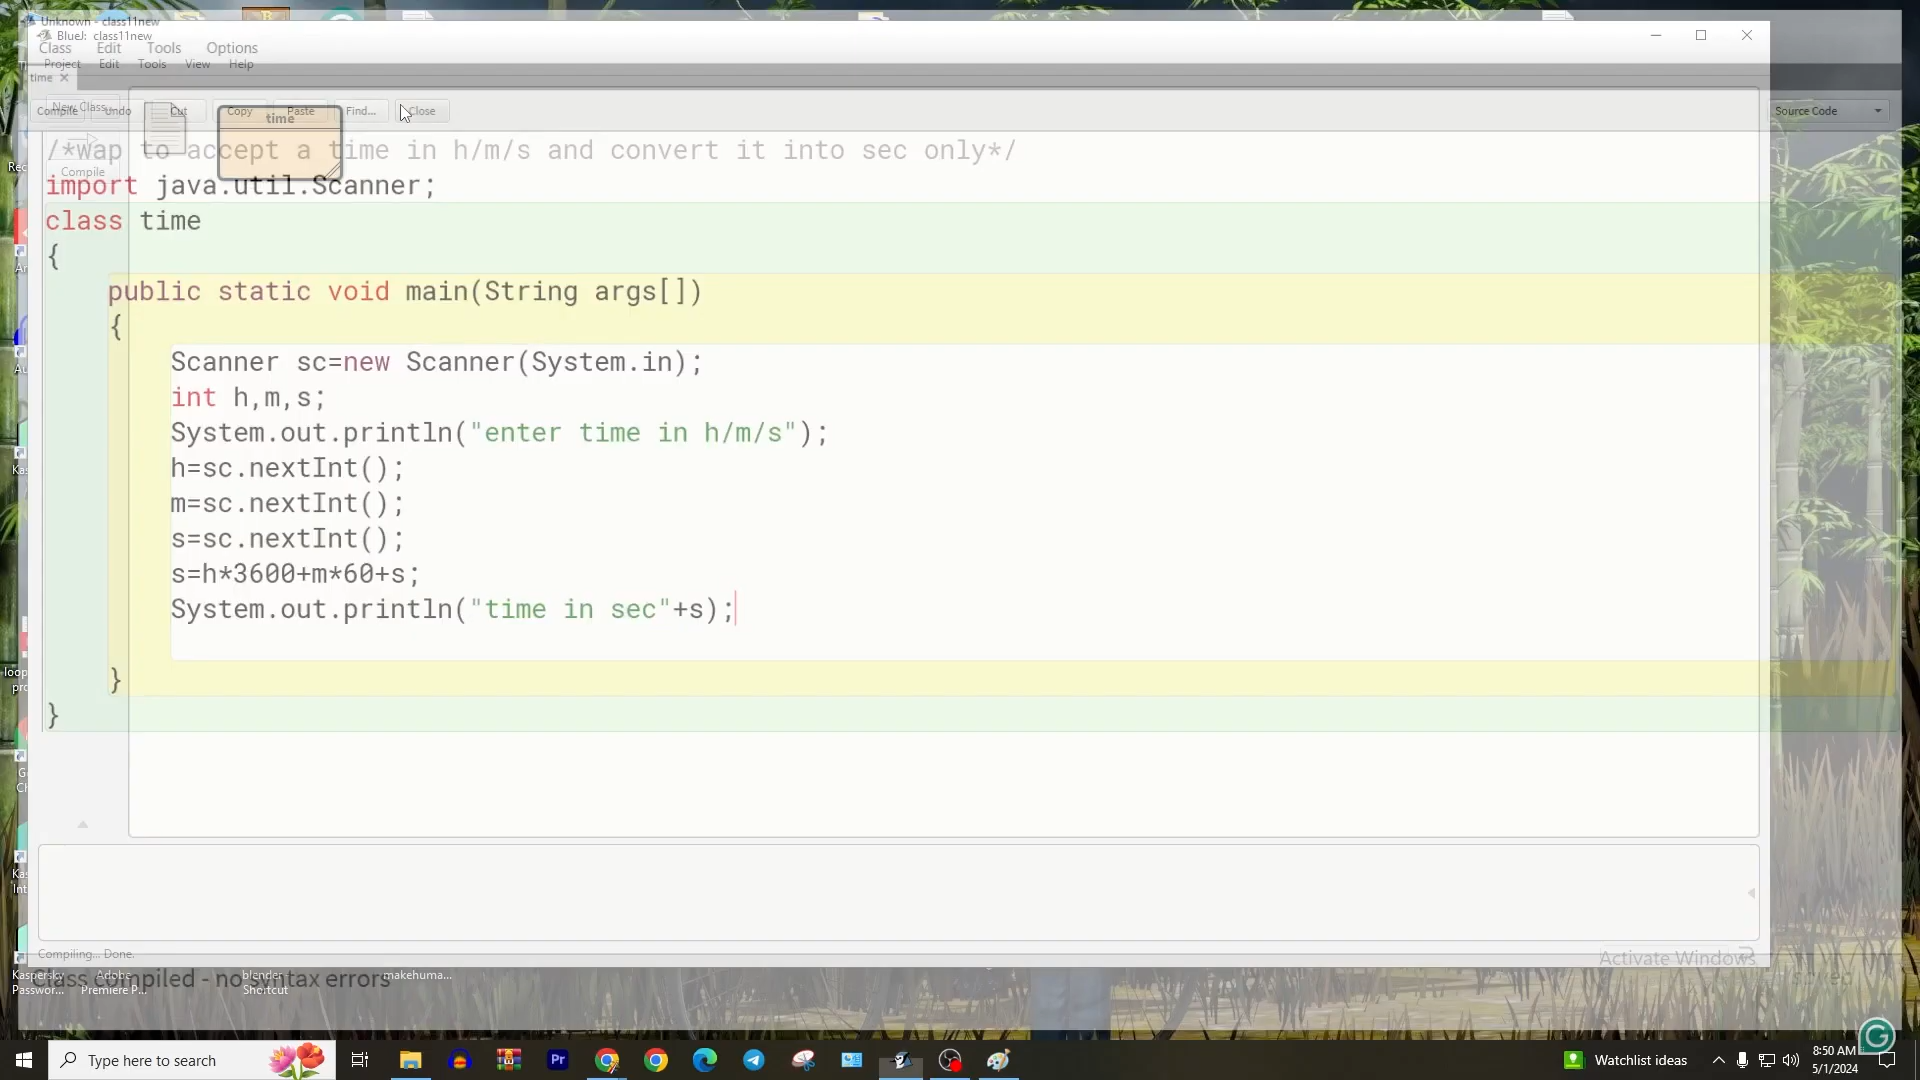 Unknown - class11new
BlueJ: class11new
Class Edit Tools Options
Project Edit Tools View Help
time
New Class...
Compile Undo Cut Copy Paste Find... Close
Source Code
time
Compile
/*wap to accept a time in h/m/s and convert it into sec only*/
import java.util.Scanner;
class time
{
public static void main(String args[])
{
Scanner sc=new Scanner(System.in);
int h,m,s;
System.out.println("enter time in h/m/s");
h=sc.nextInt();
m=sc.nextInt();
s=sc.nextInt();
s=h*3600+m*60+s;
System.out.println("time in sec"+s);
}
}
loop
Compiling... Done.
Activate Windows
Class compiled - no syntax errors
saved
Kaspersky
Passwor...
Adobe
Premiere P...
blender
Shortcut
makehuma...
Type here to search
Watchlist ideas
8:50 AM
5/1/2024